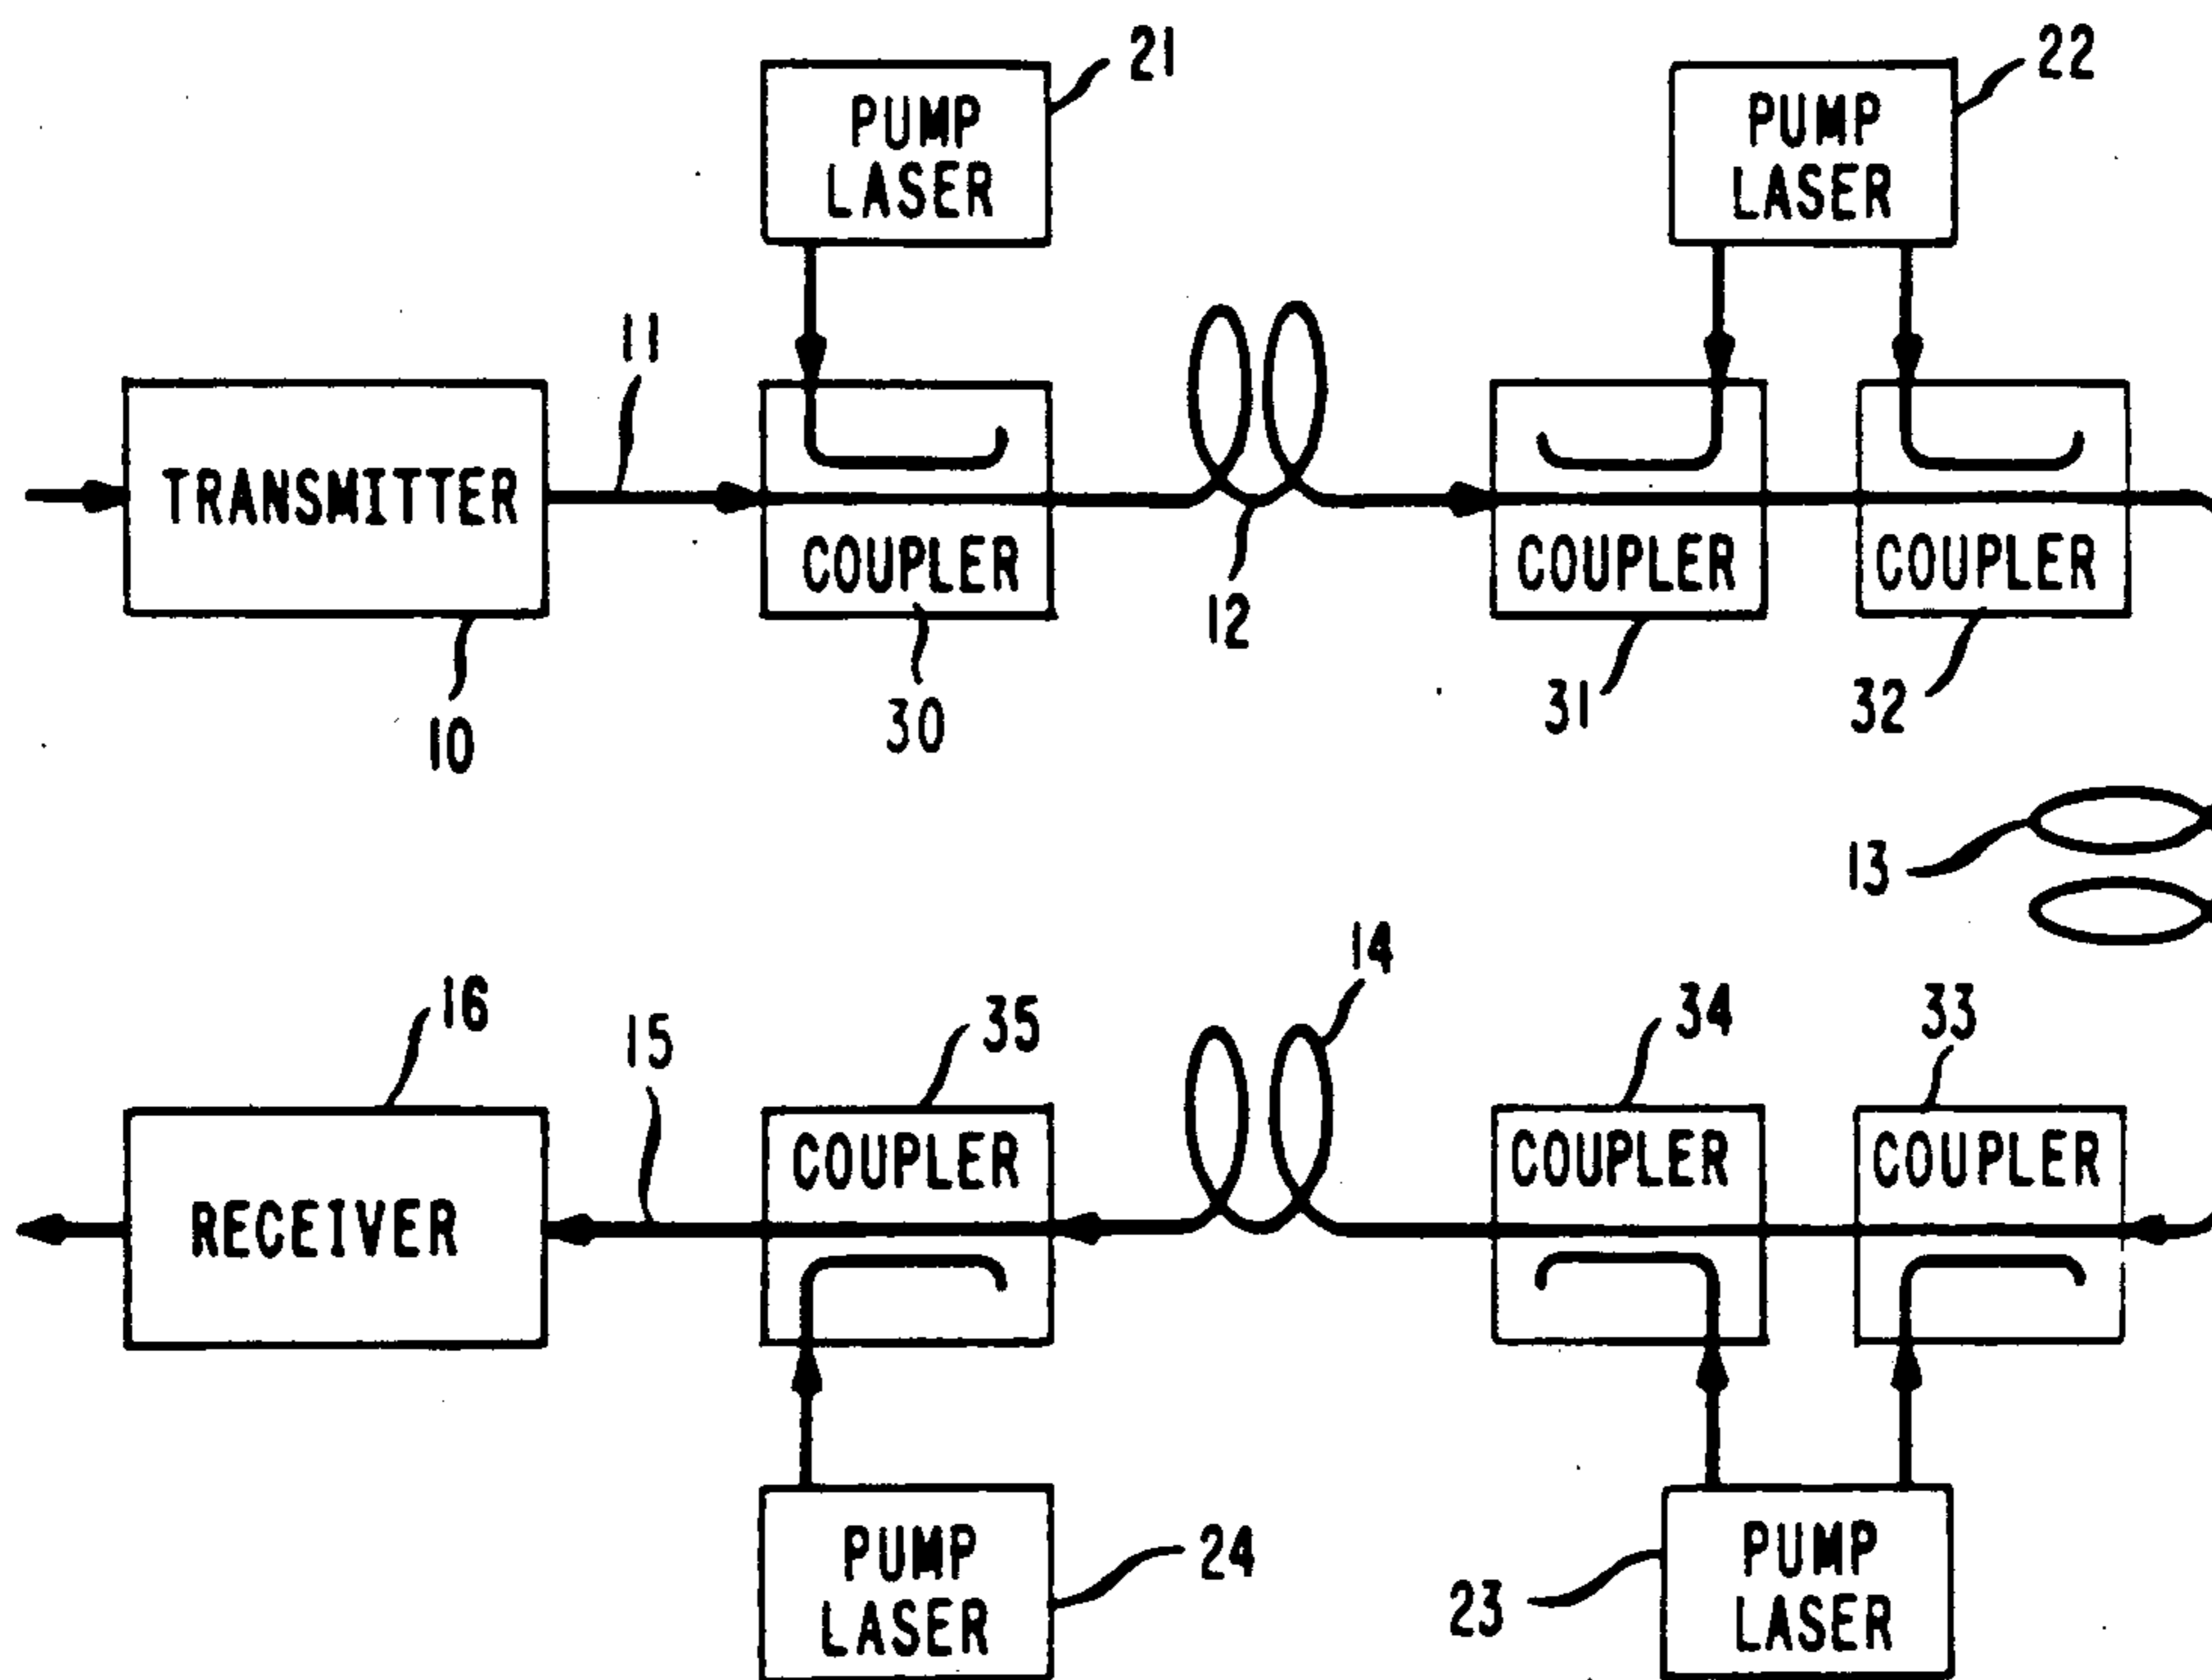 21
PUMP
LASER
22
PUMP
LASER
11
TRANSMITTER
10
COUPLER
30
12
COUPLER
31
COUPLER
32
13
14
16
RECEIVER
15
35
COUPLER
34
COUPLER
33
COUPLER
PUMP
LASER
24
23
PUMP
LASER